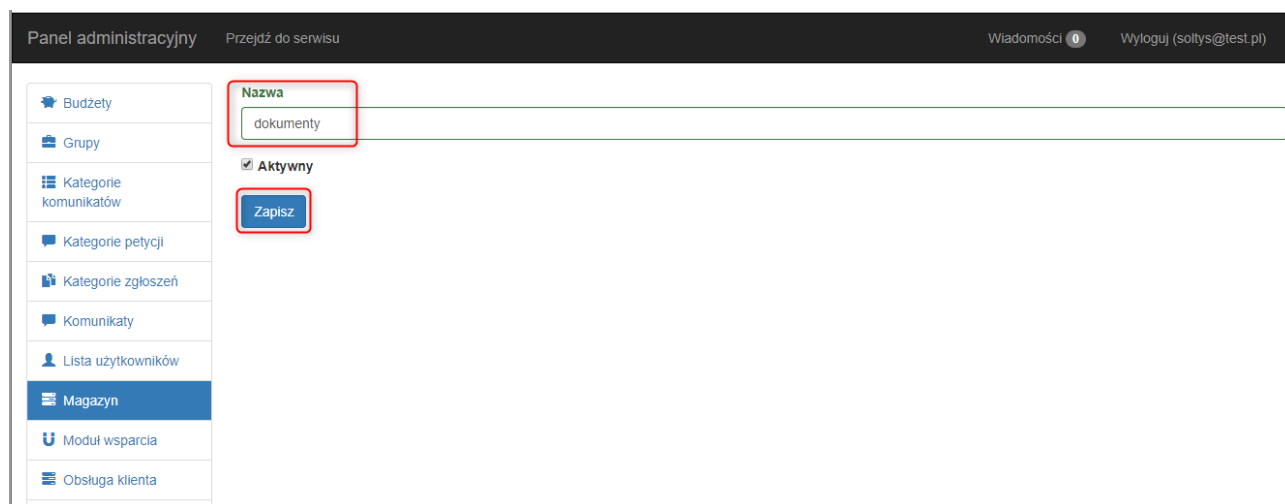 Panel administracyjny Przejdź do serwisu Wiadomości 0 Wyloguj (soltys@test.pl)
Budżety
Grupy
Kategorie
komunikatów
Kategorie petycji
Kategorie zgłoszeń
Komunikaty
Lista użytkowników
Magazyn
Moduł wsparcia
Obsługa klienta
Nazwa
dokumenty
Aktywny
Zapisz